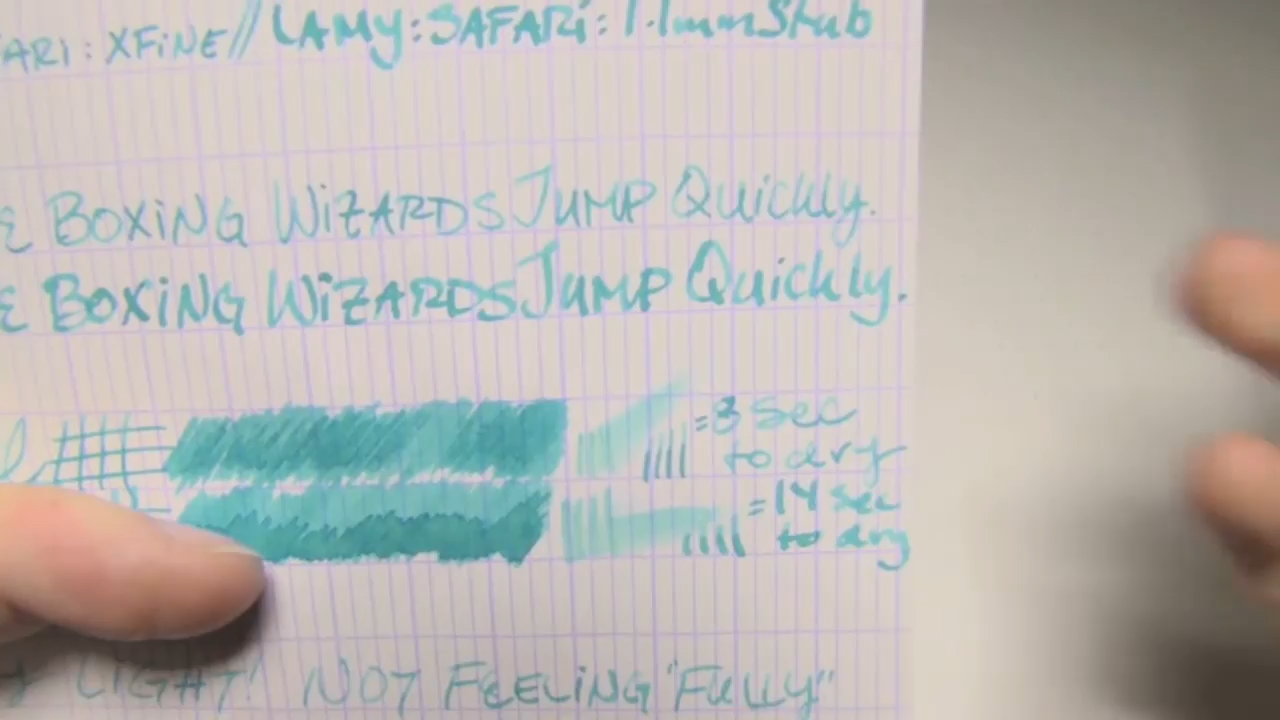 ARI: XFiNE// LAMY: SAFARi: 1.1mm Stub
E BOXiNG WiZARDS JUMP Quickly.
E BOXiNG WiZARDS JUMP Quickly.
=8 Sec
to dry
=14 sec
to dry
LIGHT! NOT FEELiNG "Fully"